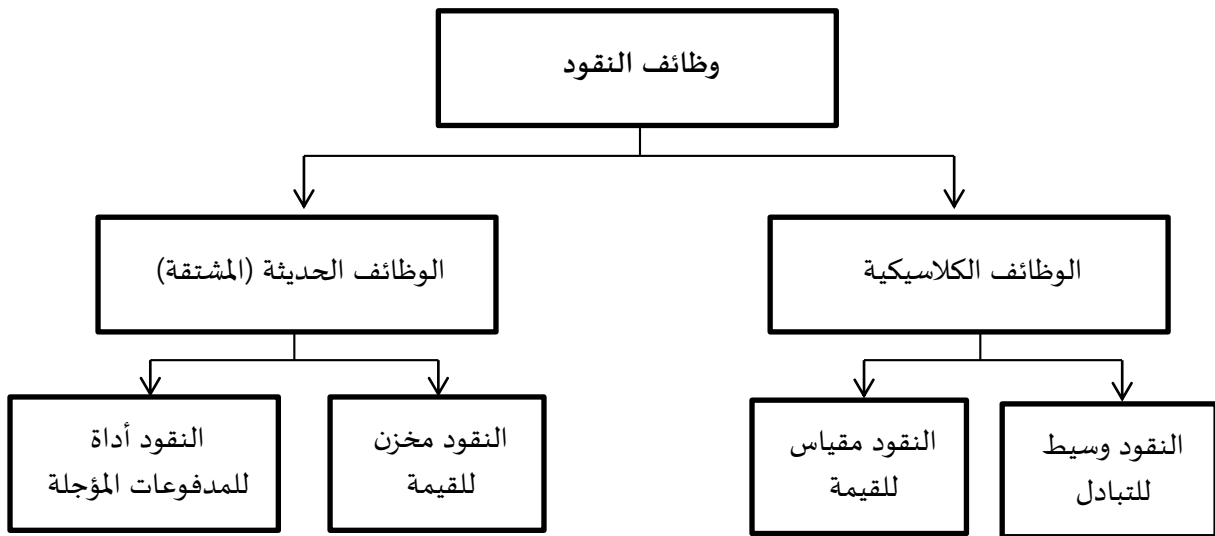 وظائف النقود
الوظائف الكلاسيكية
الوظائف الحديثة (المشتقة)
النقود وسيط
للتبادل
النقود مقياس
للقيمة
النقود مخزن
للقيمة
النقود أداة
للمدفوعات المؤجلة